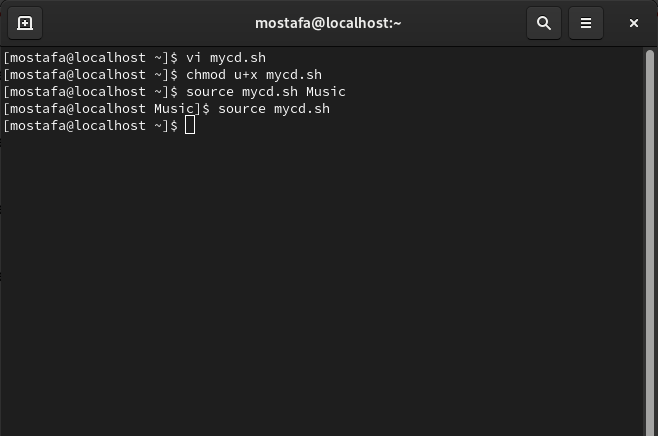 mostafa@localhost:~
[mostafa@localhost ~]$ vi mycd.sh
[mostafa@localhost ~]$ chmod u+x mycd.sh
[mostafa@localhost ~]$ source mycd.sh Music
[mostafa@localhost Music]$ source mycd.sh
[mostafa@localhost ~]$